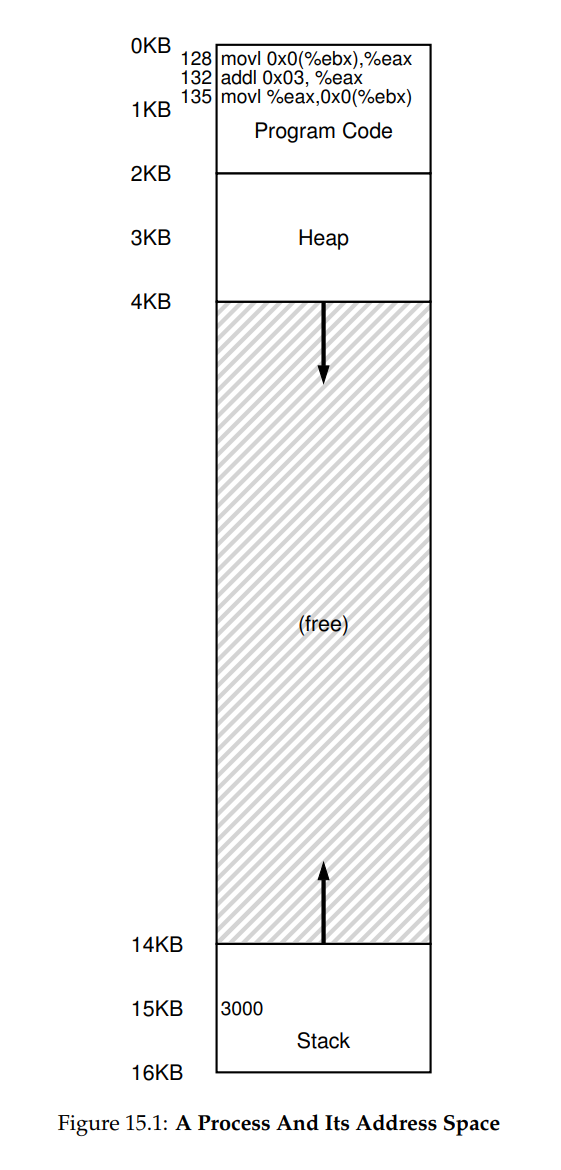 0KB
128 movl 0x0(%ebx),%eax
132 addl 0x03, %eax
135 movl %eax,0x0(%ebx)
1KB
Program Code
2KB
3KB Heap
4KB
(free)
14KB
15KB 3000
Stack
16KB
Figure 15.1: A Process And Its Address Space